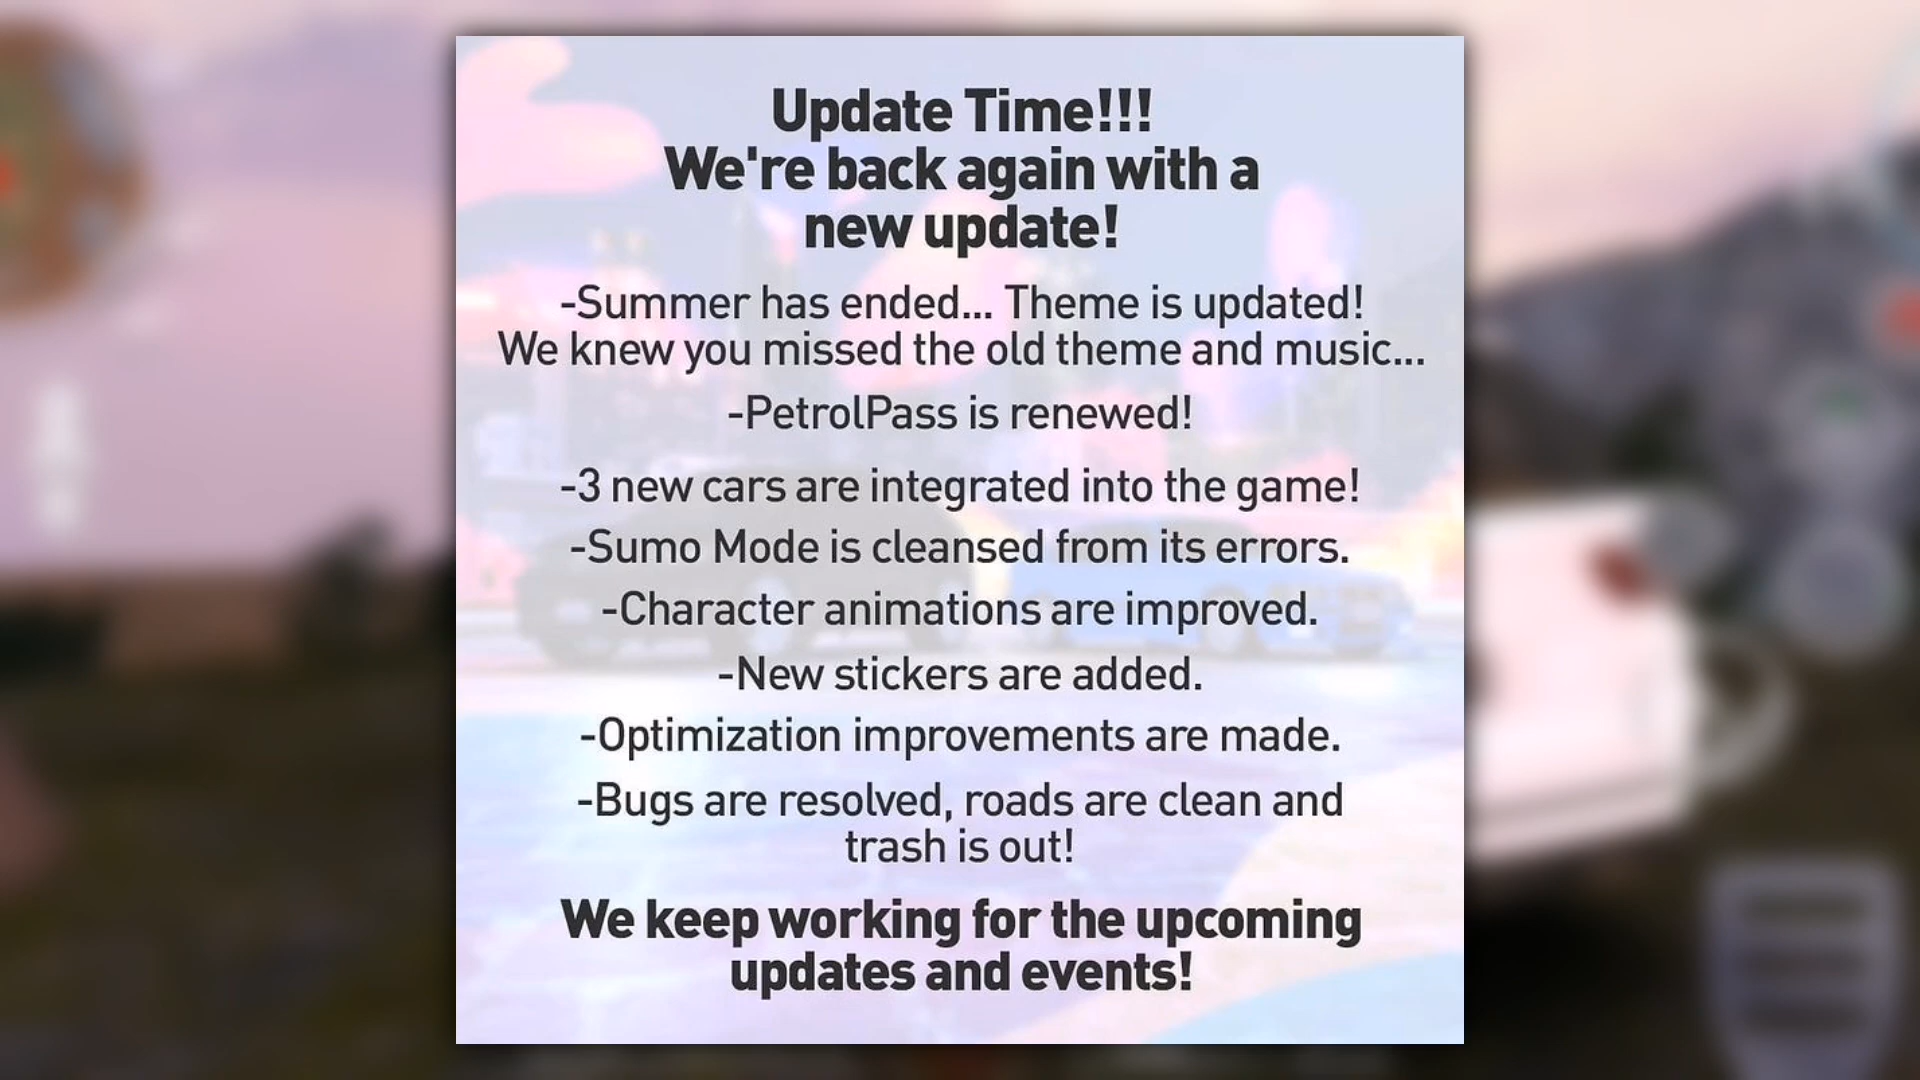 Update Time!!!
We're back again with a
new update!
-Summer has ended... Theme is updated!
We knew you missed the old theme and music...
-PetrolPass is renewed!
-3 new cars are integrated into the game!
-Sumo Mode is cleansed from its errors.
-Character animations are improved.
-New stickers are added.
-Optimization improvements are made.
-Bugs are resolved, roads are clean and
trash is out!
We keep working for the upcoming
updates and events!